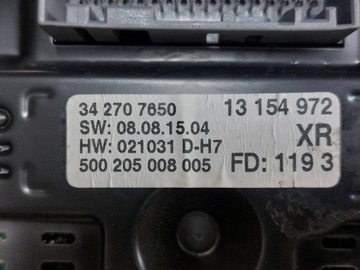 34 270 7650 13 154 972
SW: 08.08.15.04 XR
HW: 021031 D-H7
500 205 008 005 FD: 119 3